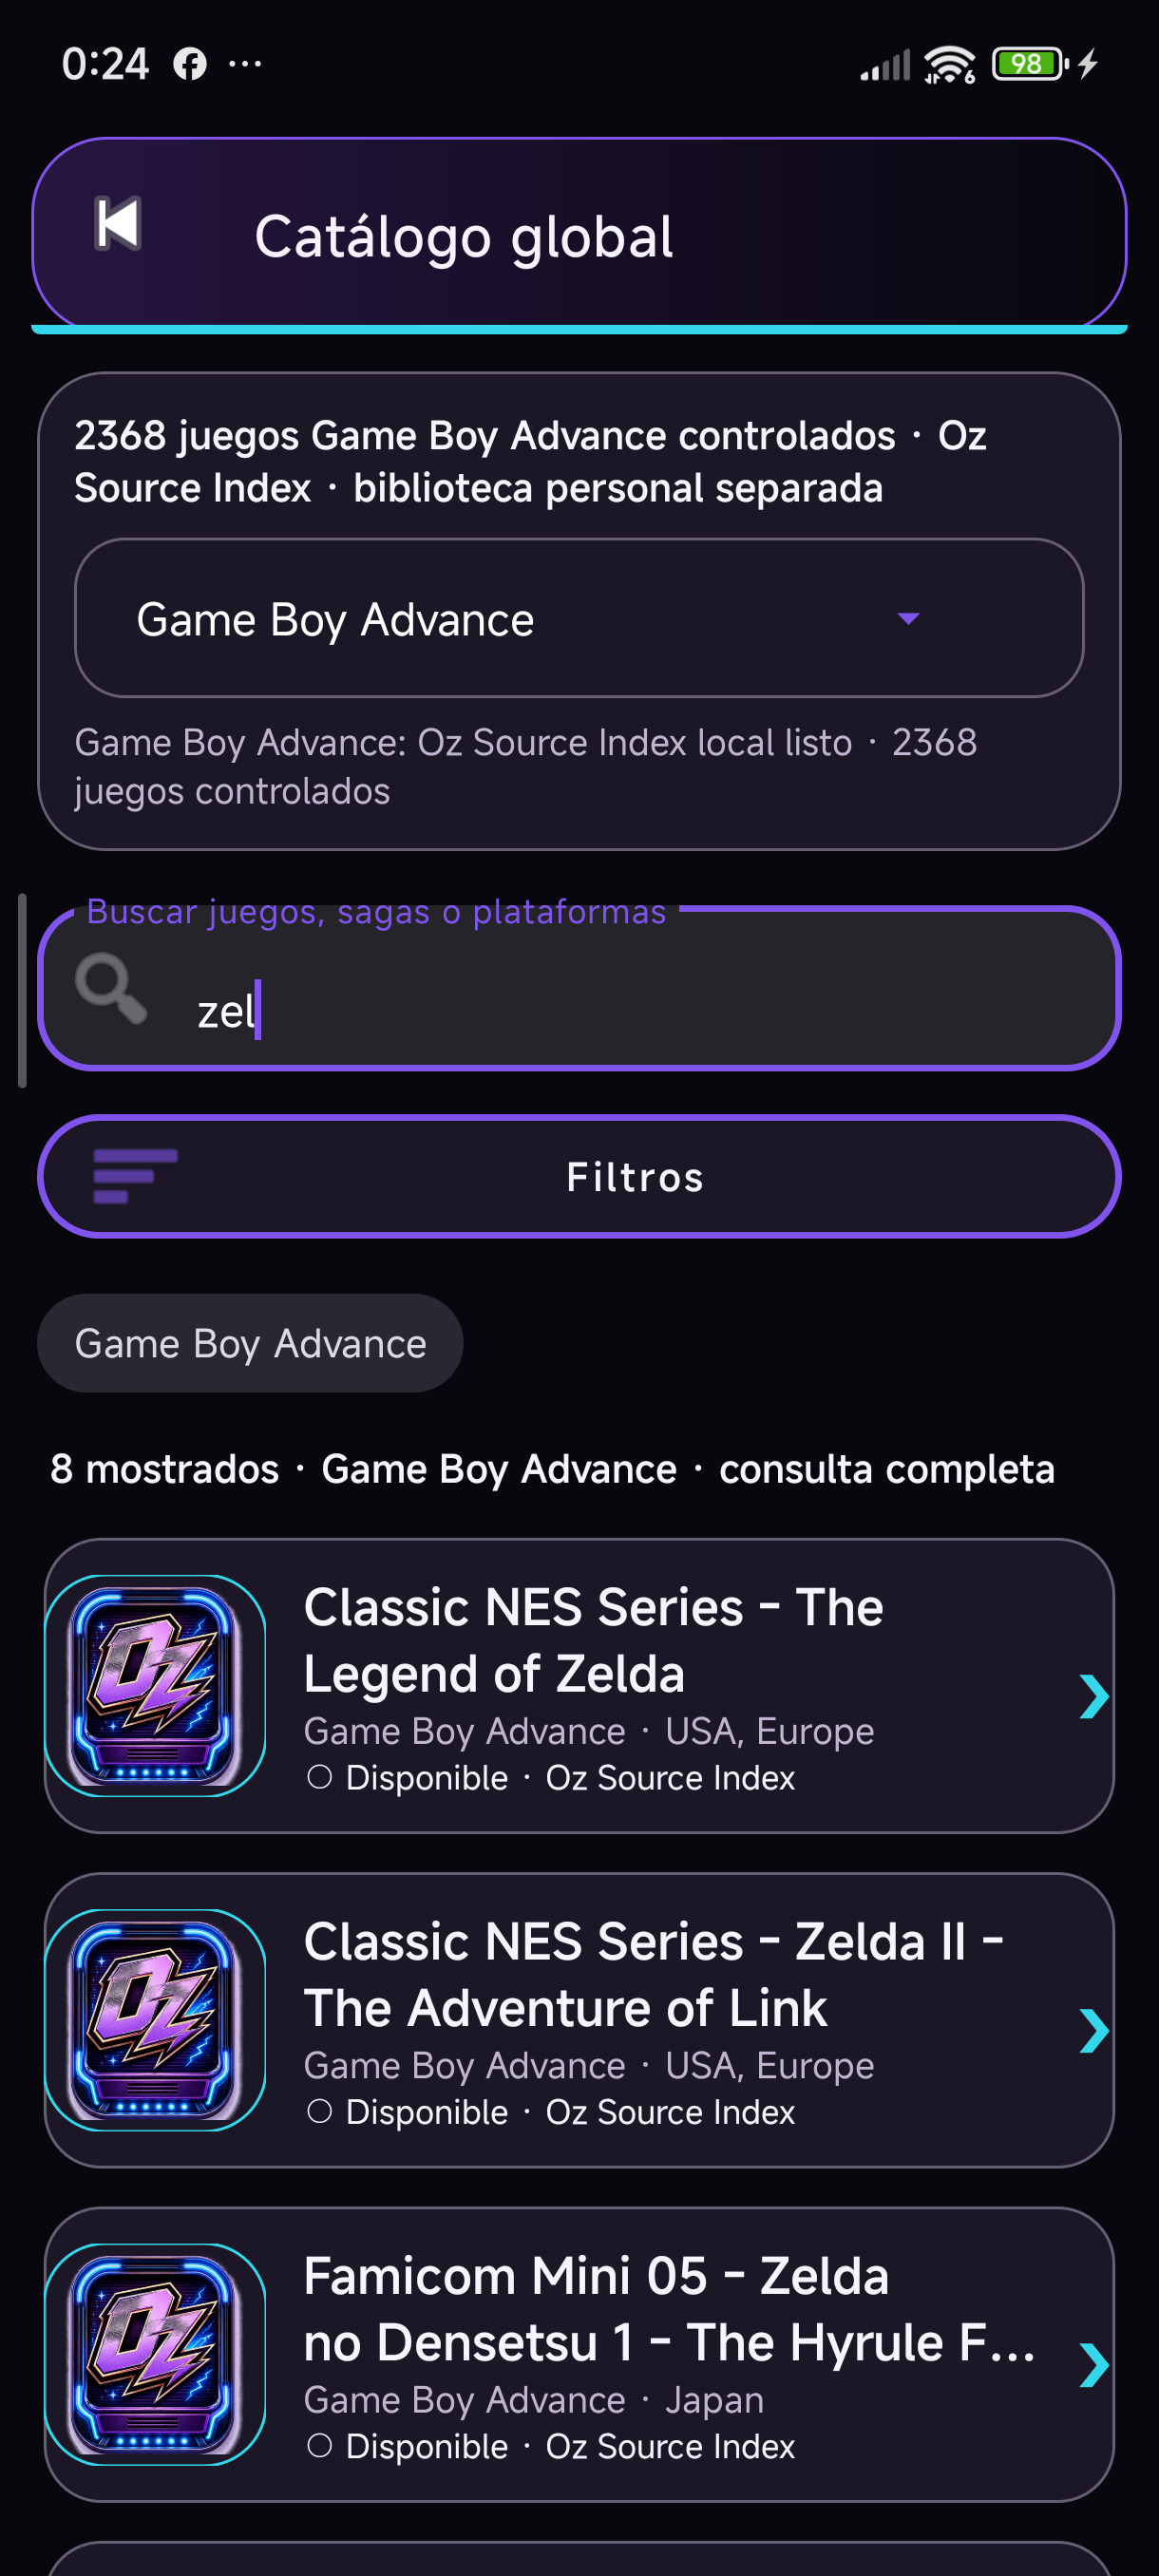 0:24 ...
6 98
Catálogo global
2368 juegos Game Boy Advance controlados · Oz
Source Index · biblioteca personal separada
Game Boy Advance
Game Boy Advance: Oz Source Index local listo · 2368
juegos controlados
Buscar juegos, sagas o plataformas
zel
Filtros
Game Boy Advance
8 mostrados · Game Boy Advance · consulta completa
OZ
Classic NES Series - The
Legend of Zelda
Game Boy Advance · USA, Europe
○ Disponible · Oz Source Index
OZ
Classic NES Series - Zelda II -
The Adventure of Link
Game Boy Advance · USA, Europe
○ Disponible · Oz Source Index
OZ
Famicom Mini 05 - Zelda
no Densetsu 1 - The Hyrule F...
Game Boy Advance · Japan
○ Disponible · Oz Source Index